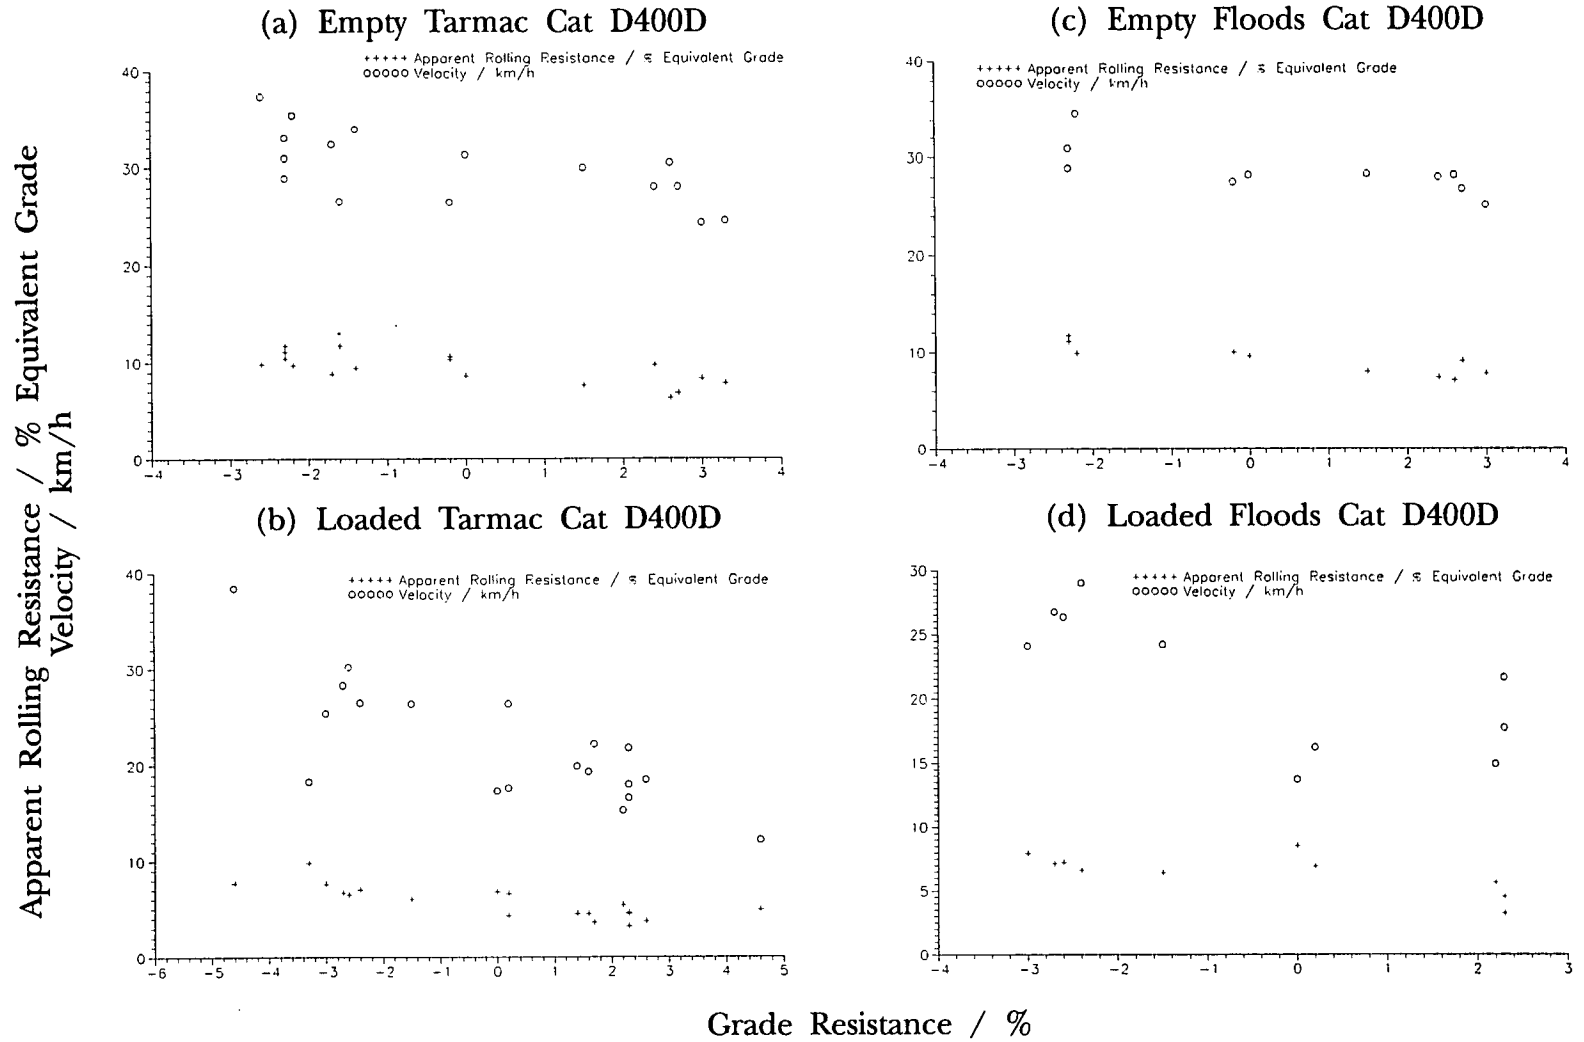 (a) Empty Tarmac Cat D400D
+++++ Apparent Rolling Resistance / % Equivalent Grade
ooooo Velocity / km/h
40
30
20
10
0
-4 -3 -2 -1 0 1 2 3 4
(c) Empty Floods Cat D400D
+++++ Apparent Rolling Resistance / % Equivalent Grade
ooooo Velocity / km/h
40
30
20
10
0
-4 -3 -2 -1 0 1 2 3 4
Apparent Rolling Resistance / % Equivalent Grade
Velocity / km/h
(b) Loaded Tarmac Cat D400D
+++++ Apparent Rolling Resistance / % Equivalent Grade
ooooo Velocity / km/h
40
30
20
10
0
-6 -5 -4 -3 -2 -1 0 1 2 3 4 5
(d) Loaded Floods Cat D400D
+++++ Apparent Rolling Resistance / % Equivalent Grade
ooooo Velocity / km/h
30
25
20
15
10
5
0
-4 -3 -2 -1 0 1 2 3
Grade Resistance / %